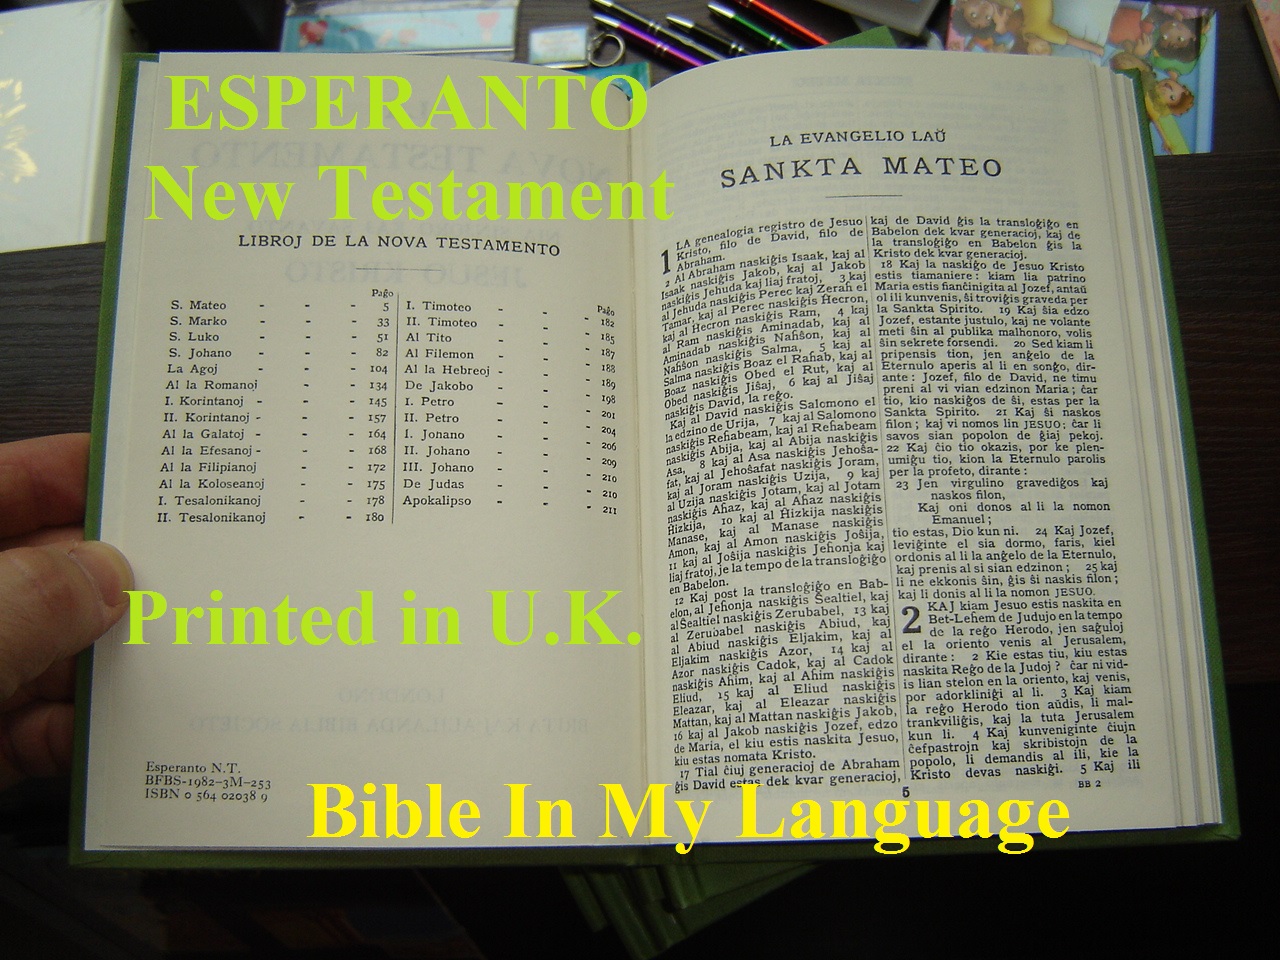 ESPERANTO
New Testament
LIBROJ DE LA NOVA TESTAMENTO
Paĝo
S. Mateo - - - 5
S. Marko - - - 33
S. Luko - - - 51
S. Johano - - - 82
La Agoj - - - 104
Al la Romanoj - - 134
I. Korintanoj - - - 145
II. Korintanoj - - - 157
Al la Galatoj - - - 164
Al la Efesanoj - - - 168
Al la Filipianoj - - 172
Al la Koloseanoj - - 175
I. Tesalonikanoj - - 178
II. Tesalonikanoj - - 180
Paĝo
I. Timoteo - - - 182
II. Timoteo - - - 185
Al Tito - - - 187
Al Filemon - - - 188
Al la Hebreoj - - - 189
De Jakobo - - - 198
I. Petro - - - 201
II. Petro - - - 204
I. Johano - - - 206
II. Johano - - - 209
III. Johano - - - 210
De Judas - - - 210
Apokalipso - - - 211
Printed in U.K.
Esperanto N.T.
BFBS-1982-3M-253
ISBN 0 564 02038 9
Bible In My Language
LA EVANGELIO LAŬ
SANKTA MATEO
1 LA genealogia registro de Jesuo
Kristo, filo de David, filo de
Abraham.
2 Al Abraham naskiĝis Isaak, kaj al
Isaak naskiĝis Jakob, kaj al Jakob
naskiĝis Jehuda kaj liaj fratoj, 3 kaj
al Jehuda naskiĝis Perec kaj Zeraĥ el
Tamar, kaj al Perec naskiĝis Ĥecron,
kaj al Ĥecron naskiĝis Ram, 4 kaj
al Ram naskiĝis Aminadab, kaj al
Aminadab naskiĝis Naĥŝon, kaj al
Naĥŝon naskiĝis Salma, 5 kaj al
Salma naskiĝis Boaz el Raĥab, kaj al
Boaz naskiĝis Obed el Rut, kaj al
Obed naskiĝis Jiŝaj, 6 kaj al Jiŝaj
naskiĝis David, la reĝo.
Kaj al David naskiĝis Salomono el
la edzino de Urija, 7 kaj al Salomono
naskiĝis Reĥabeam, kaj al Reĥabeam
naskiĝis Abija, kaj al Abija naskiĝis
Asa, 8 kaj al Asa naskiĝis Jehoŝa-
fat, kaj al Jehoŝafat naskiĝis Joram,
kaj al Joram naskiĝis Uzija, 9 kaj
al Uzija naskiĝis Jotam, kaj al Jotam
naskiĝis Aĥaz, kaj al Aĥaz naskiĝis
Ĥizkija, 10 kaj al Ĥizkija naskiĝis
Manase, kaj al Manase naskiĝis
Amon, kaj al Amon naskiĝis Joŝija,
11 kaj al Joŝija naskiĝis Jeĥonja kaj
liaj fratoj, je la tempo de la transloĝiĝo
en Babelon.
12 Kaj post la transloĝiĝo en Bab-
elon, al Jeĥonja naskiĝis Ŝealtiel, kaj
al Ŝealtiel naskiĝis Zerubabel, 13 kaj
al Zerubabel naskiĝis Abiud, kaj
al Abiud naskiĝis Eljakim, kaj al
Eljakim naskiĝis Azor, 14 kaj al
Azor naskiĝis Cadok, kaj al Cadok
naskiĝis Aĥim, kaj al Aĥim naskiĝis
Eliud, 15 kaj al Eliud naskiĝis
Eleazar, kaj al Eleazar naskiĝis
Mattan, kaj al Mattan naskiĝis Jakob,
16 kaj al Jakob naskiĝis Jozef, edzo
de Maria, el kiu estas naskita Jesuo,
kiu estas nomata Kristo.
17 Tial ĉiuj generacioj de Abraham
ĝis David estas dek kvar generacioj,
kaj de David ĝis la transloĝiĝo en
Babelon dek kvar generacioj, kaj de
la transloĝiĝo en Babelon ĝis la
Kristo dek kvar generacioj.
18 Kaj la naskiĝo de Jesuo Kristo
estis tiamaniere : kiam lia patrino
Maria estis fianĉinigita al Jozef, antaŭ
ol ili kunvenis, ŝi troviĝis graveda per
la Sankta Spirito. 19 Kaj ŝia edzo
Jozef, estante justulo, kaj ne volante
meti ŝin al publika malhonoro, volis
ŝin sekrete forsendi. 20 Sed kiam li
pripensis tion, jen anĝelo de la
Eternulo aperis al li en sonĝo, dir-
ante : Jozef, filo de David, ne timu
preni al vi vian edzinon Maria ; ĉar
tio, kio naskiĝos de ŝi, estas per la
Sankta Spirito. 21 Kaj ŝi naskos
filon ; kaj vi nomos lin JESUO; ĉar li
savos sian popolon de ĝiaj pekoj.
22 Kaj ĉio tio okazis, por ke plen-
umiĝu tio, kion la Eternulo parolis
per la profeto, dirante :
23 Jen virgulino gravediĝos kaj
naskos filon,
Kaj oni donos al li la nomon
Emanuel ;
tio estas, Dio kun ni. 24 Kaj Jozef,
leviĝinte el sia dormo, faris, kiel
ordonis al li la anĝelo de la Eternulo,
kaj prenis al si sian edzinon ; 25 kaj
li ne ekkonis ŝin, ĝis ŝi naskis filon ;
kaj li donis al li la nomon JESUO.
2 KAJ kiam Jesuo estis naskita en
Bet-Leĥem de Judujo en la tempo
de la reĝo Herodo, jen saĝuloj
el la oriento venis al Jerusalem,
dirante : 2 Kie estas tiu, kiu estas
naskita Reĝo de la Judoj ? ĉar ni vid-
is lian stelon en la oriento, kaj venis,
por adorkliniĝi al li. 3 Kaj kiam
la reĝo Herodo tion aŭdis, li mal-
trankviliĝis, kaj la tuta Jerusalem
kun li. 4 Kaj kunveniginte ĉiujn
ĉefpastrojn kaj skribistojn de la
popolo, li demandis al ili, kie la
Kristo devas naskiĝi. 5 Kaj ili
5
BB 2